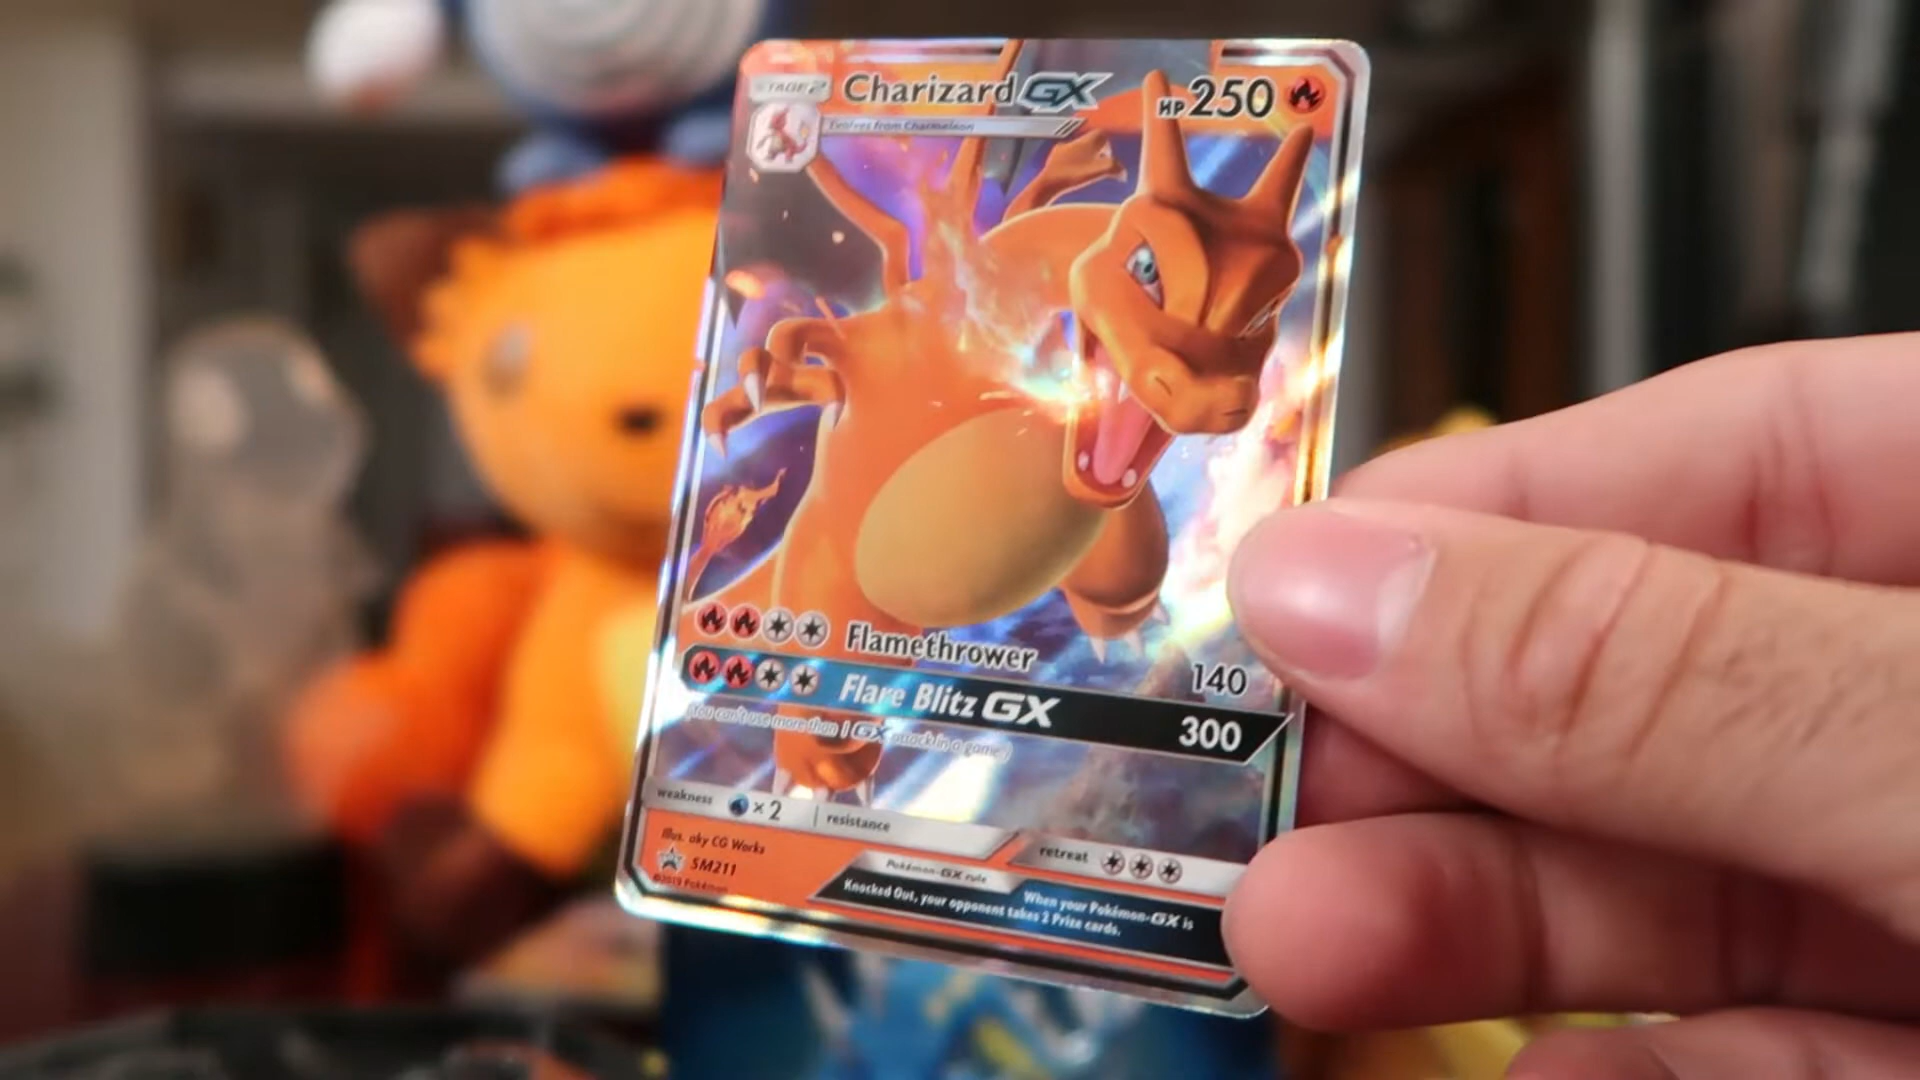 STAGE 2 Charizard GX HP 250
Evolves from Charmeleon
Flamethrower 140
Flare Blitz GX 300
(You can't use more than 1 GX attack in a game.)
weakness ×2 resistance
retreat
Illus. aky CG Works
SM211
©2019 Pokémon
Pokémon-GX rule
When your Pokémon-GX is
Knocked Out, your opponent takes 2 Prize cards.